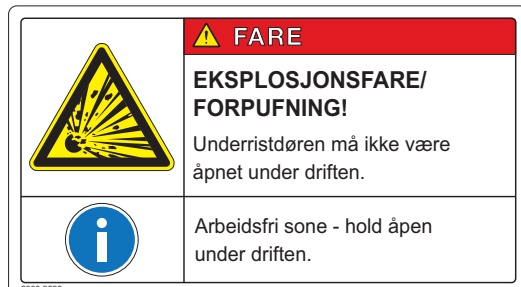 FARE
EKSPLOSJONSFARE/
FORPUFNING!
Underristdøren må ikke være
åpnet under driften.
Arbeidsfri sone - hold åpen
under driften.